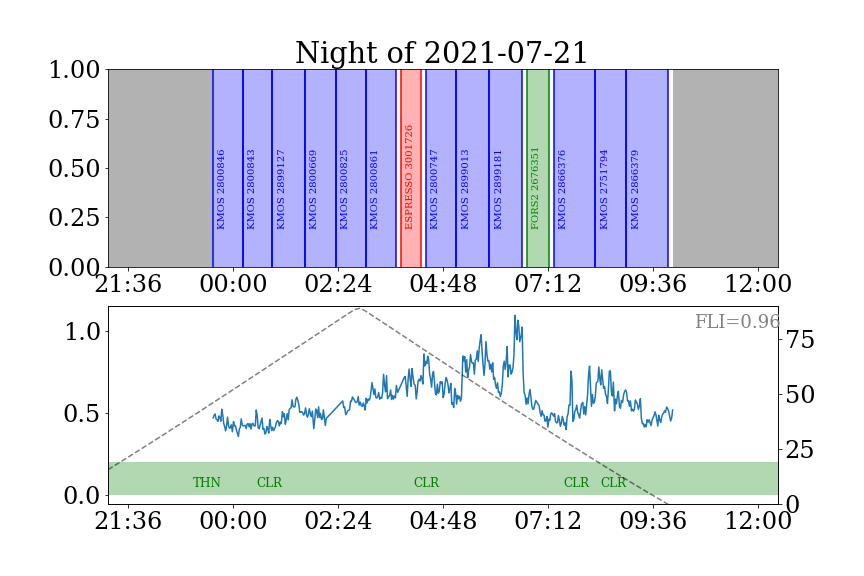 Night of 2021-07-21
1.00
0.75
0.50
0.25
0.00
KMOS 2800846
KMOS 2800843
KMOS 2899127
KMOS 2800669
KMOS 2800825
KMOS 2800861
ESPRESSO 3001726
KMOS 2800747
KMOS 2899013
KMOS 2899181
FORS2 2676351
KMOS 2866376
KMOS 2751794
KMOS 2866379
21:36 00:00 02:24 04:48 07:12 09:36 12:00
FLI=0.96
1.0
0.5
0.0
75
50
25
0
THN CLR CLR CLR CLR
21:36 00:00 02:24 04:48 07:12 09:36 12:00